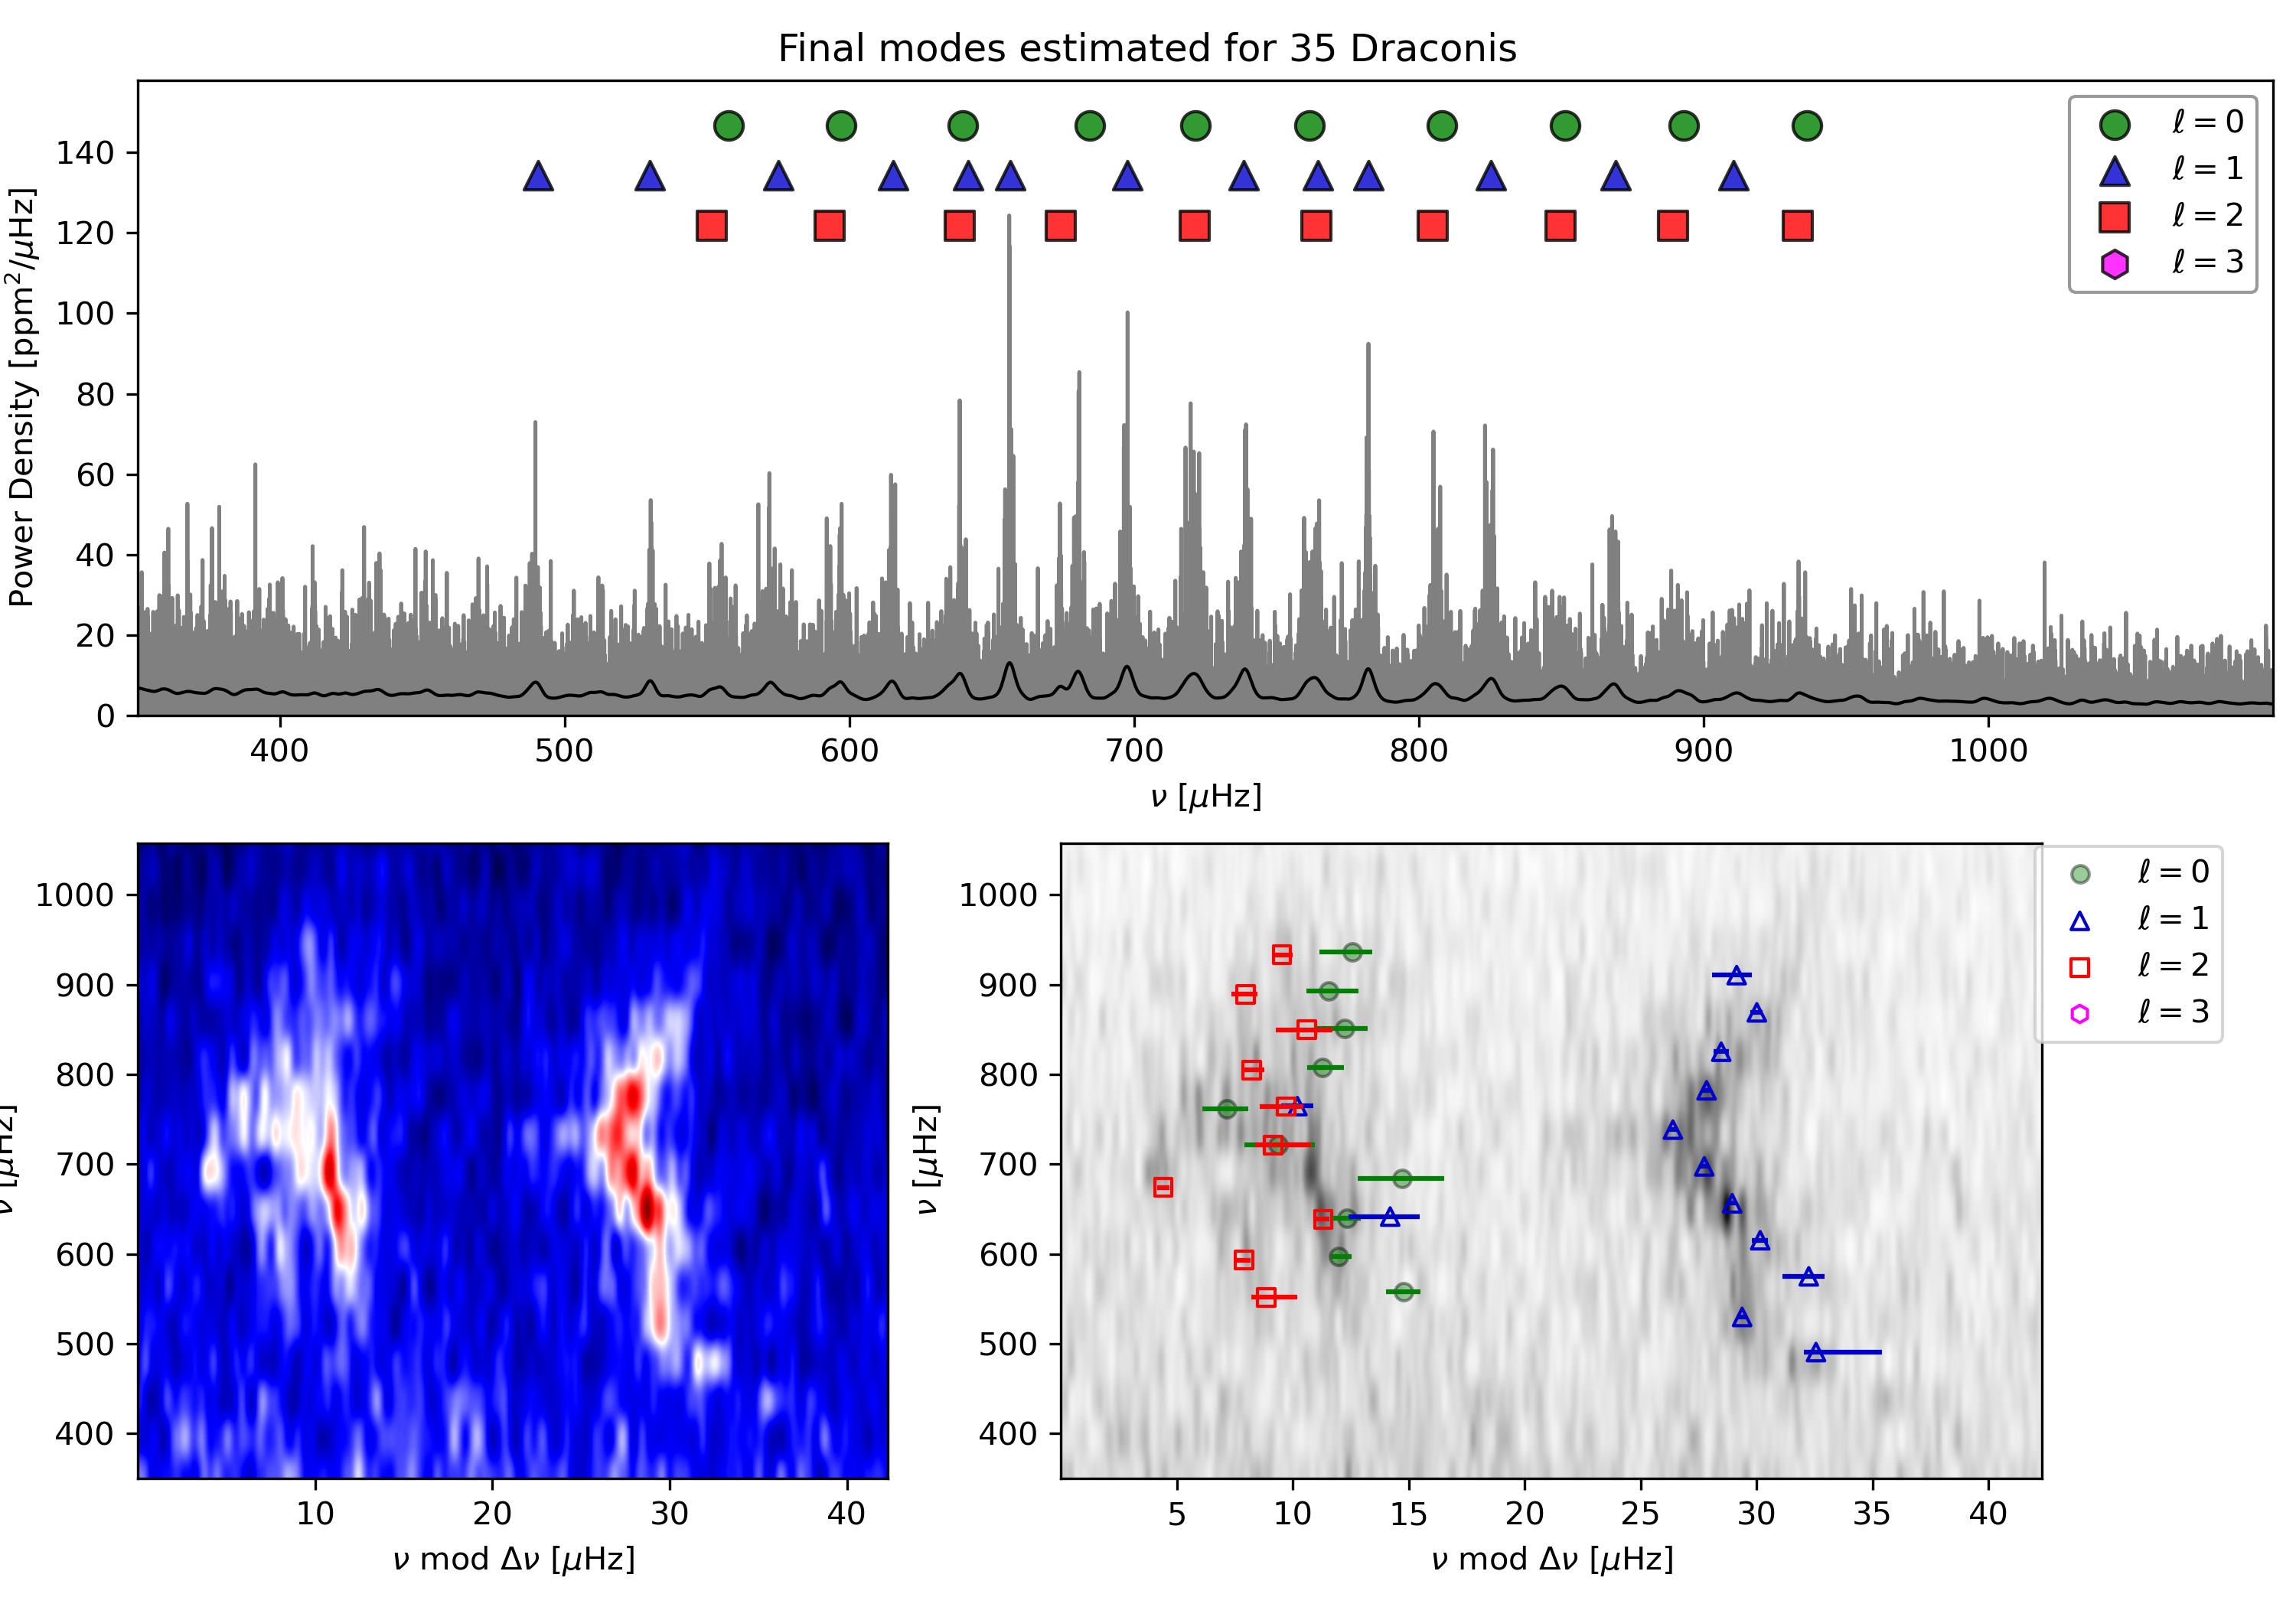 Final modes estimated for 35 Draconis
Power Density [ppm²/μHz]
140
120
100
80
60
40
20
0
400 500 600 700 800 900 1000
ν [μHz]
ℓ = 0
ℓ = 1
ℓ = 2
ℓ = 3
ν [μHz]
1000
900
800
700
600
500
400
10 20 30 40
ν mod Δν [μHz]
ν [μHz]
1000
900
800
700
600
500
400
5 10 15 20 25 30 35 40
ν mod Δν [μHz]
ℓ = 0
ℓ = 1
ℓ = 2
ℓ = 3